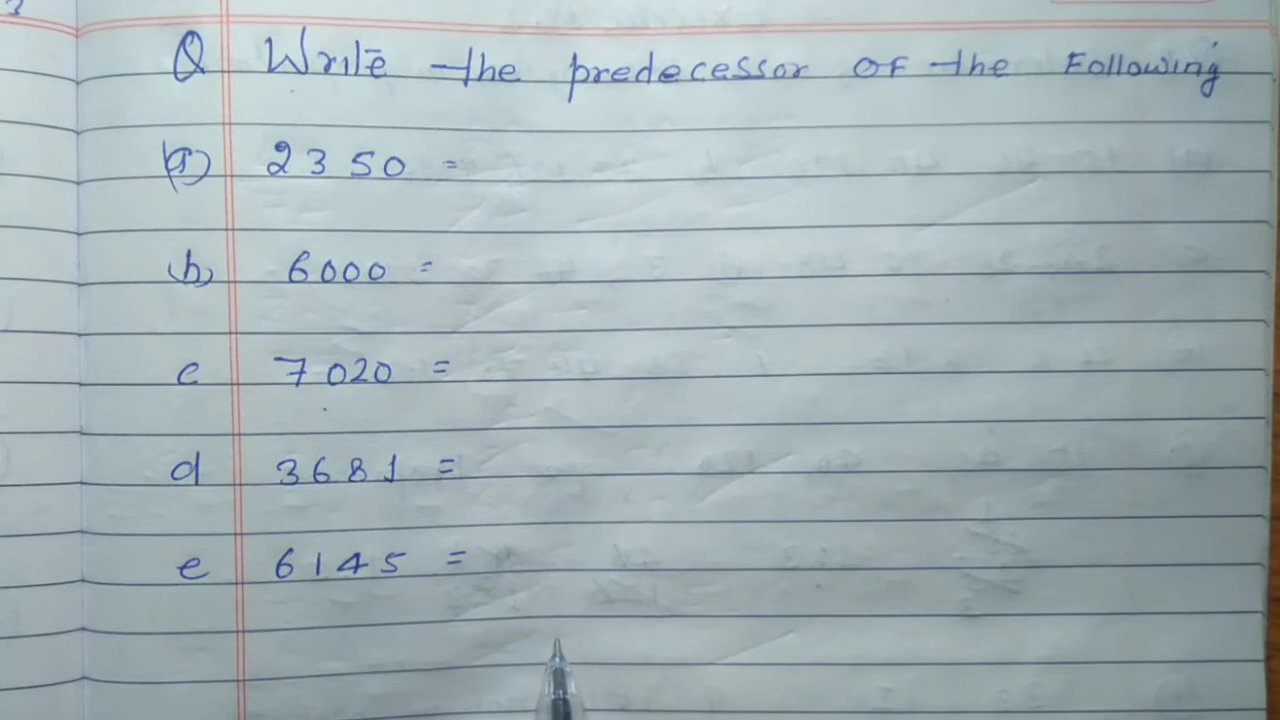 Q Write the predecessor of the Following
(a) 2350 =
(b) 6000 =
c 7020 =
d 3681 =
e 6145 =